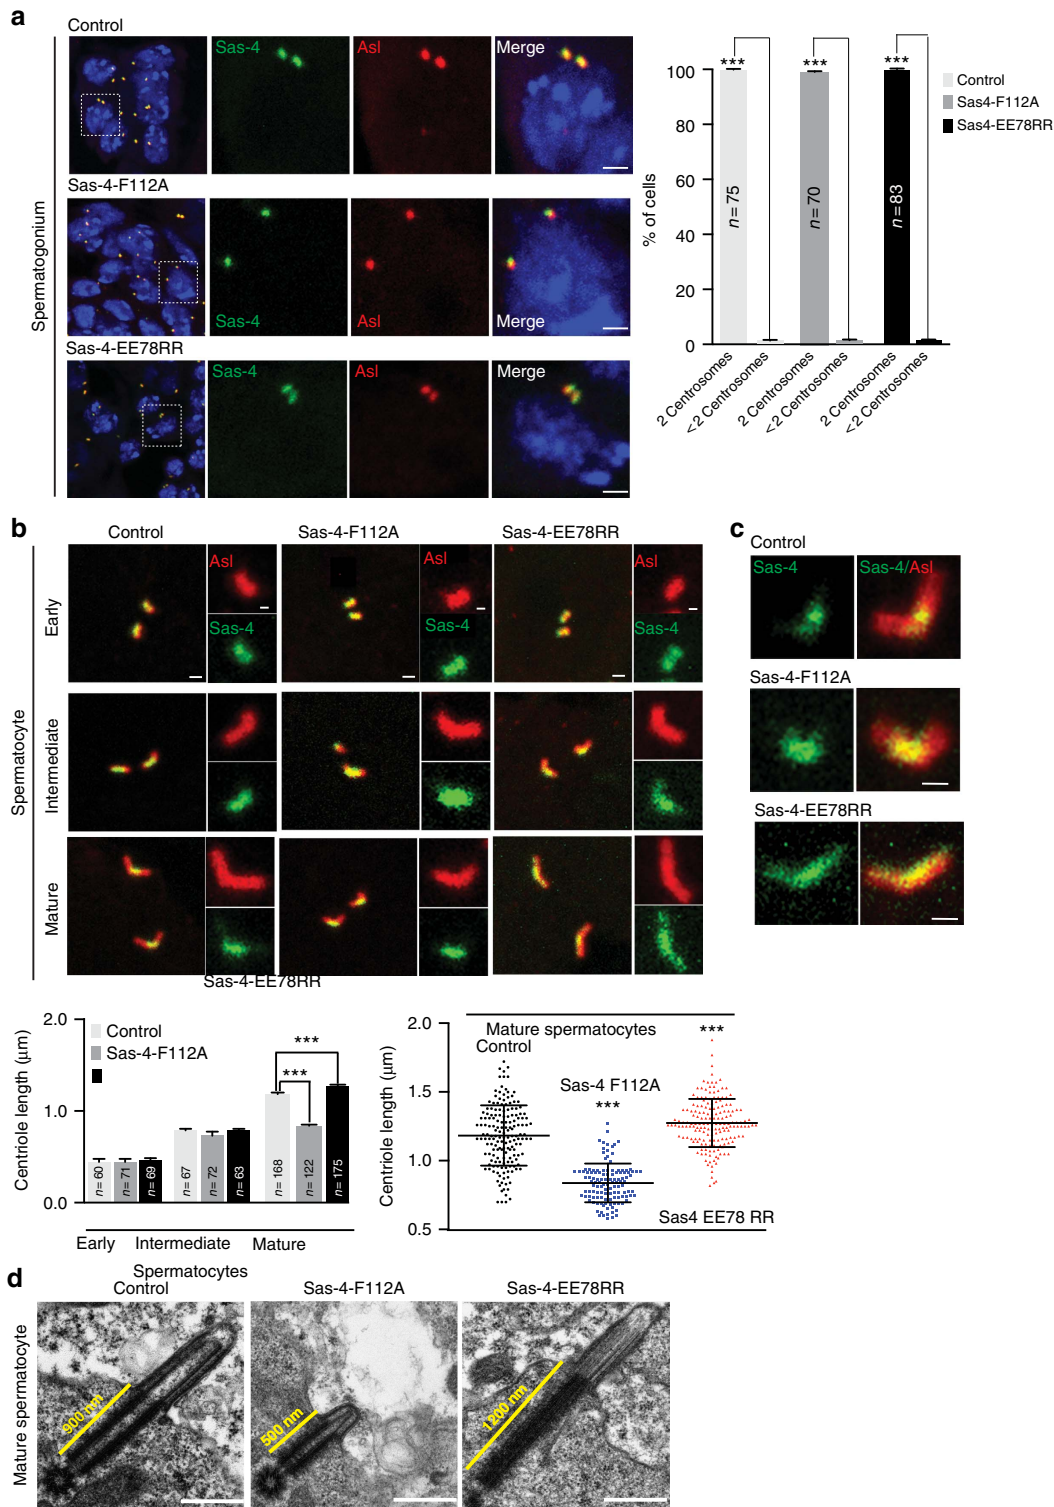 a
Control
Sas-4
Asl
Merge
Sas-4-F112A
Sas-4
Asl
Merge
Sas-4-EE78RR
Sas-4
Asl
Merge
Spermatogonium
% of cells
100
80
60
40
20
0
***
***
***
n = 75
n = 70
n = 83
2 Centrosomes
<2 Centrosomes
2 Centrosomes
<2 Centrosomes
2 Centrosomes
<2 Centrosomes
Control
Sas4-F112A
Sas4-EE78RR
b
Control
Sas-4-F112A
Sas-4-EE78RR
Spermatocyte
Early
Asl
Sas-4
Asl
Sas-4
Asl
Sas-4
Intermediate
Mature
Sas-4-EE78RR
c
Control
Sas-4
Sas-4/Asl
Sas-4-F112A
Sas-4-EE78RR
Centriole length (μm)
2.0
1.0
0.0
Control
Sas-4-F112A
***
***
n = 60
n = 71
n = 69
n = 67
n = 72
n = 63
n = 168
n = 122
n = 175
Early
Intermediate
Mature
Spermatocytes
Centriole length (μm)
2.0
1.5
1.0
0.5
Mature spermatocytes
Control
Sas-4 F112A
***
***
Sas4 EE78 RR
d
Control
Sas-4-F112A
Sas-4-EE78RR
Mature spermatocyte
900 nm
500 nm
1200 nm